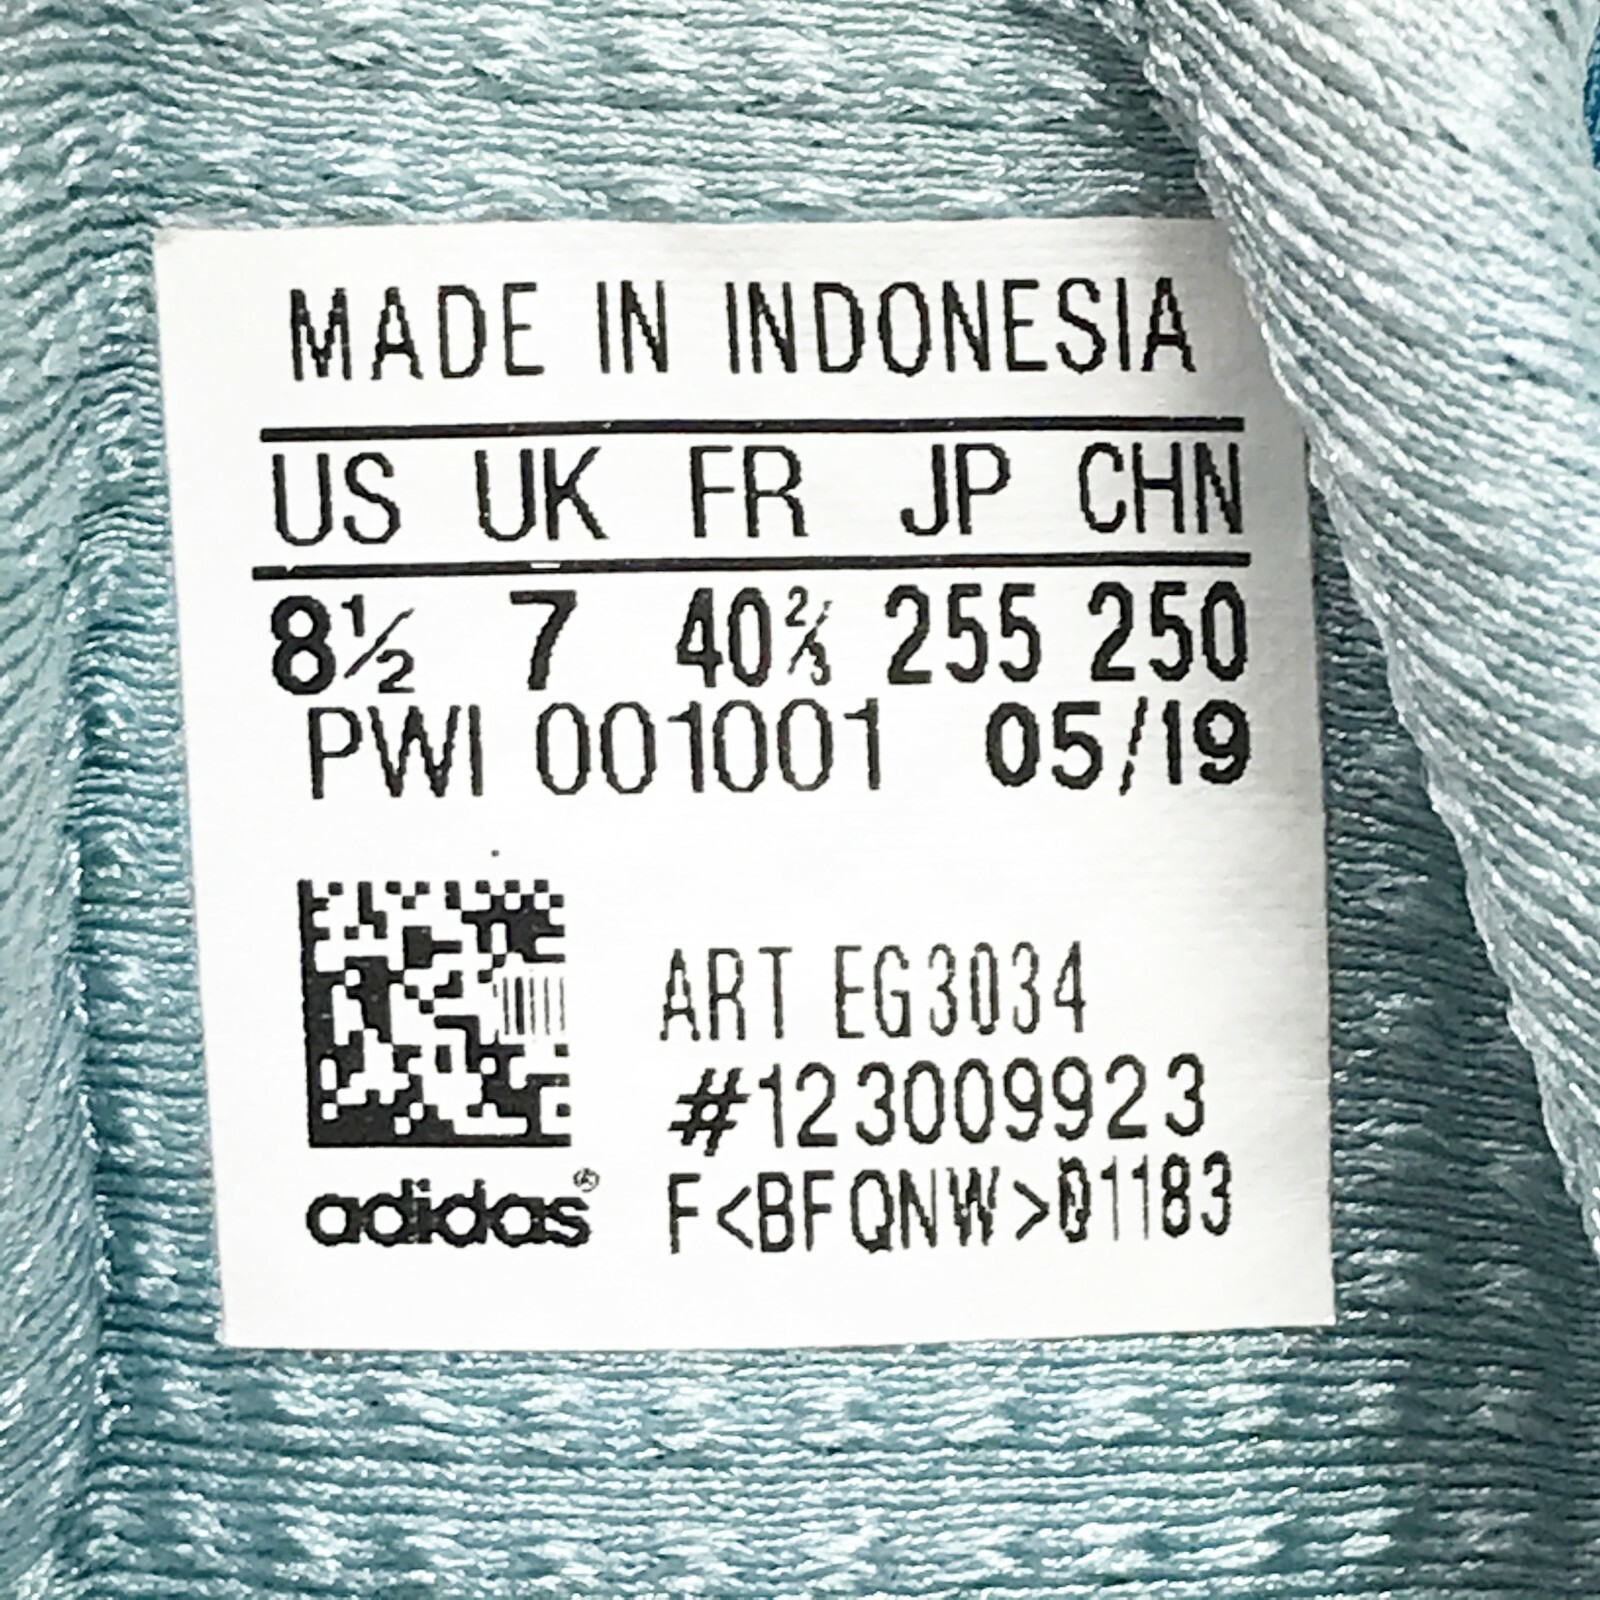 MADE IN INDONESIA
US UK FR JP CHN
8½ 7 40⅔ 255 250
PWI 001001 05/19
ART EG3034
#123009923
F<BFQNW>01183
adidas®